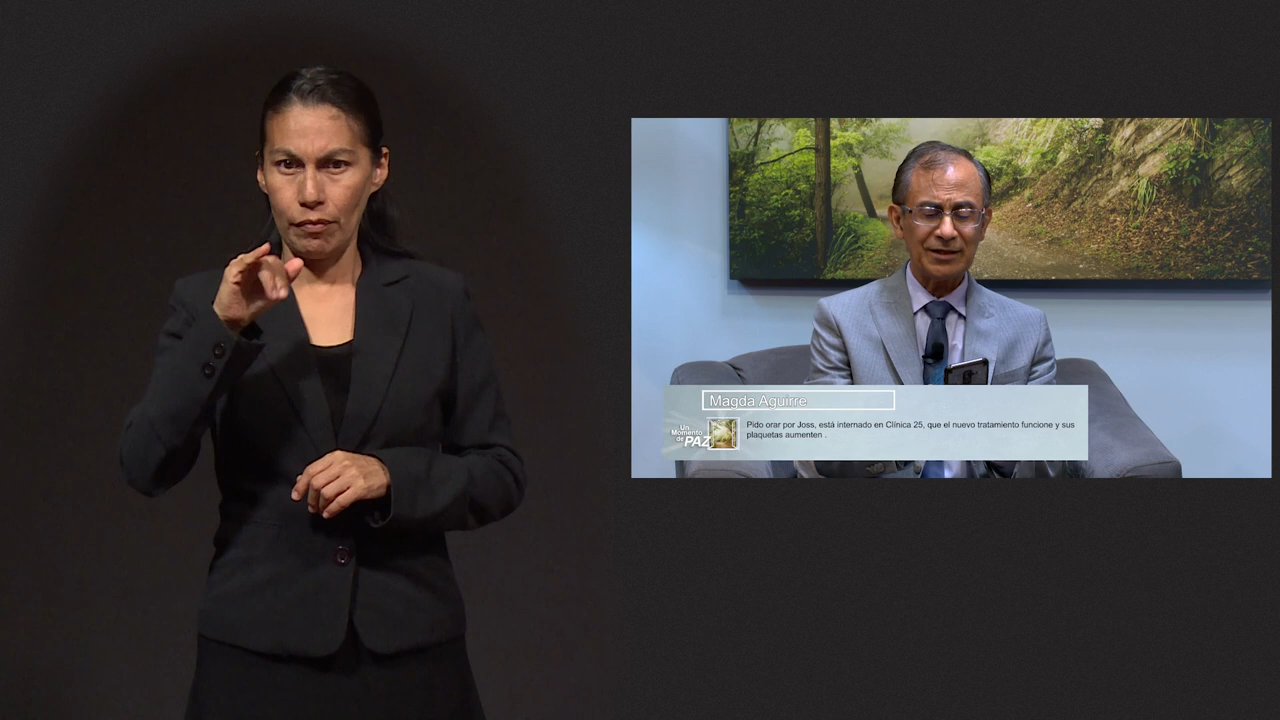 Magda Aguirre
Un
Momento
de PAZ
Pido orar por Joss, está internado en Clínica 25, que el nuevo tratamiento funcione y sus
plaquetas aumenten .